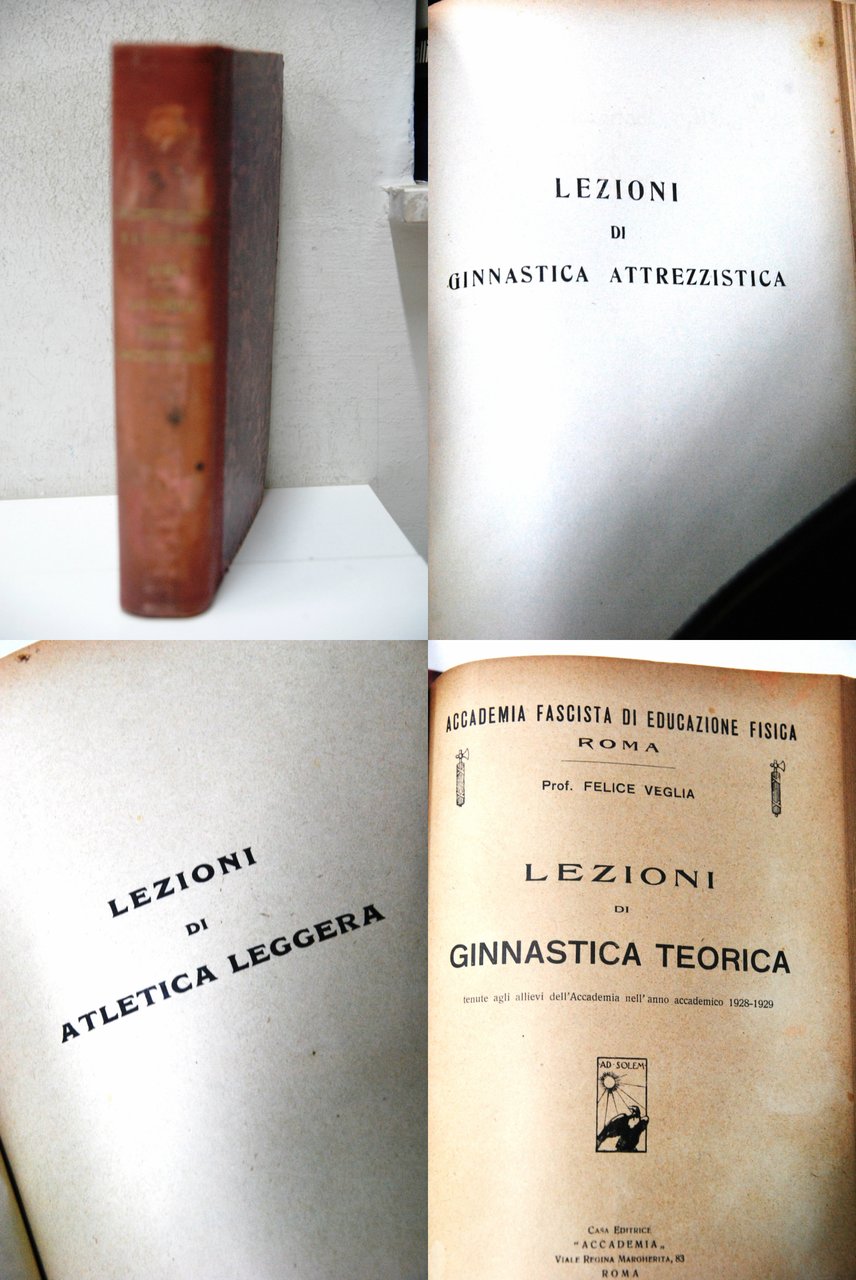 LEZIONI
DI
GINNASTICA ATTREZZISTICA
LEZIONI
DI
ATLETICA LEGGERA
ACCADEMIA FASCISTA DI EDUCAZIONE FISICA
ROMA
Prof. FELICE VEGLIA
LEZIONI
DI
GINNASTICA TEORICA
tenute agli allievi dell'Accademia nell'anno accademico 1928-1929
AD SOLEM
CASA EDITRICE
"ACCADEMIA„
VIALE REGINA MARGHERITA, 83
ROMA